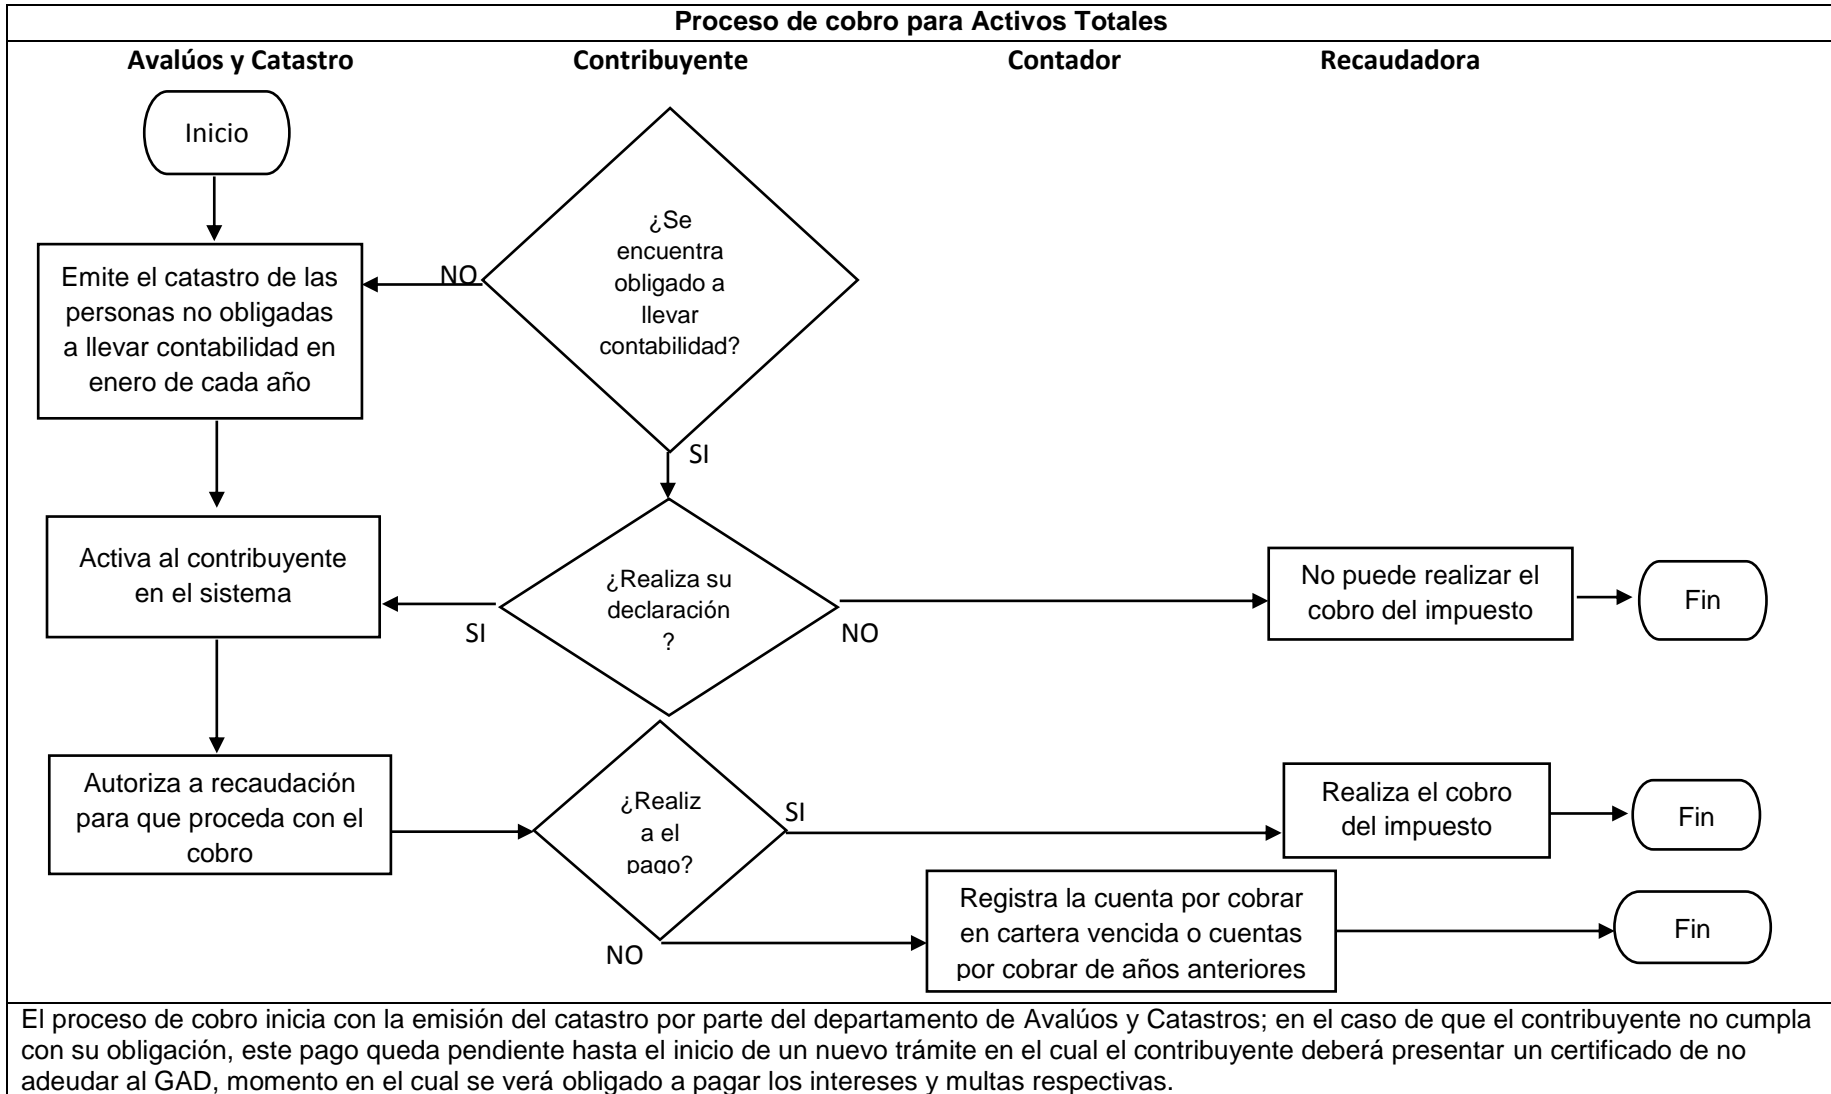 Proceso de cobro para Activos Totales
Avalúos y Catastro
Contribuyente
Contador
Recaudadora
Inicio
¿Se
encuentra
obligado a
llevar
contabilidad?
NO
SI
Emite el catastro de las
personas no obligadas
a llevar contabilidad en
enero de cada año
Activa al contribuyente
en el sistema
SI
¿Realiza su
declaración
?
NO
No puede realizar el
cobro del impuesto
Fin
Autoriza a recaudación
para que proceda con el
cobro
¿Realiz
a el
pago?
SI
Realiza el cobro
del impuesto
Fin
NO
Registra la cuenta por cobrar
en cartera vencida o cuentas
por cobrar de años anteriores
Fin
El proceso de cobro inicia con la emisión del catastro por parte del departamento de Avalúos y Catastros; en el caso de que el contribuyente no cumpla
con su obligación, este pago queda pendiente hasta el inicio de un nuevo trámite en el cual el contribuyente deberá presentar un certificado de no
adeudar al GAD, momento en el cual se verá obligado a pagar los intereses y multas respectivas.